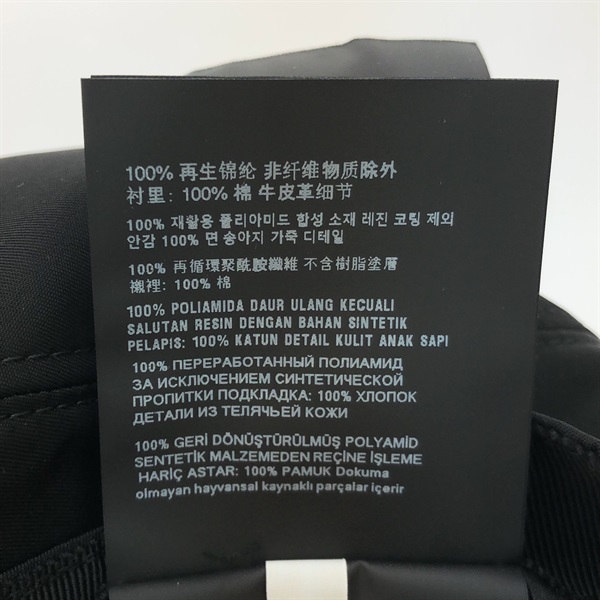 100% 再生锦纶 非纤维物质除外
衬里: 100% 棉 牛皮革细节
100% 재활용 폴리아미드 합성 소재 레진 코팅 제외
안감 100% 면 송아지 가죽 디테일
100% 再循環聚酰胺纖維 不含樹脂塗層
襯裡: 100% 棉
100% POLIAMIDA DAUR ULANG KECUALI
SALUTAN RESIN DENGAN BAHAN SINTETIK
PELAPIS: 100% KATUN DETAIL KULIT ANAK SAPI
100% ПЕРЕРАБОТАННЫЙ ПОЛИАМИД
ЗА ИСКЛЮЧЕНИЕМ СИНТЕТИЧЕСКОЙ
ПРОПИТКИ ПОДКЛАДКА: 100% ХЛОПОК
ДЕТАЛИ ИЗ ТЕЛЯЧЬЕЙ КОЖИ
100% GERİ DÖNÜŞTÜRÜLMÜŞ POLYAMİD
SENTETİK MALZEMEDEN REÇİNE İŞLEME
HARİÇ ASTAR: 100% PAMUK Dokuma
olmayan hayvansal kaynaklı parçalar içerir